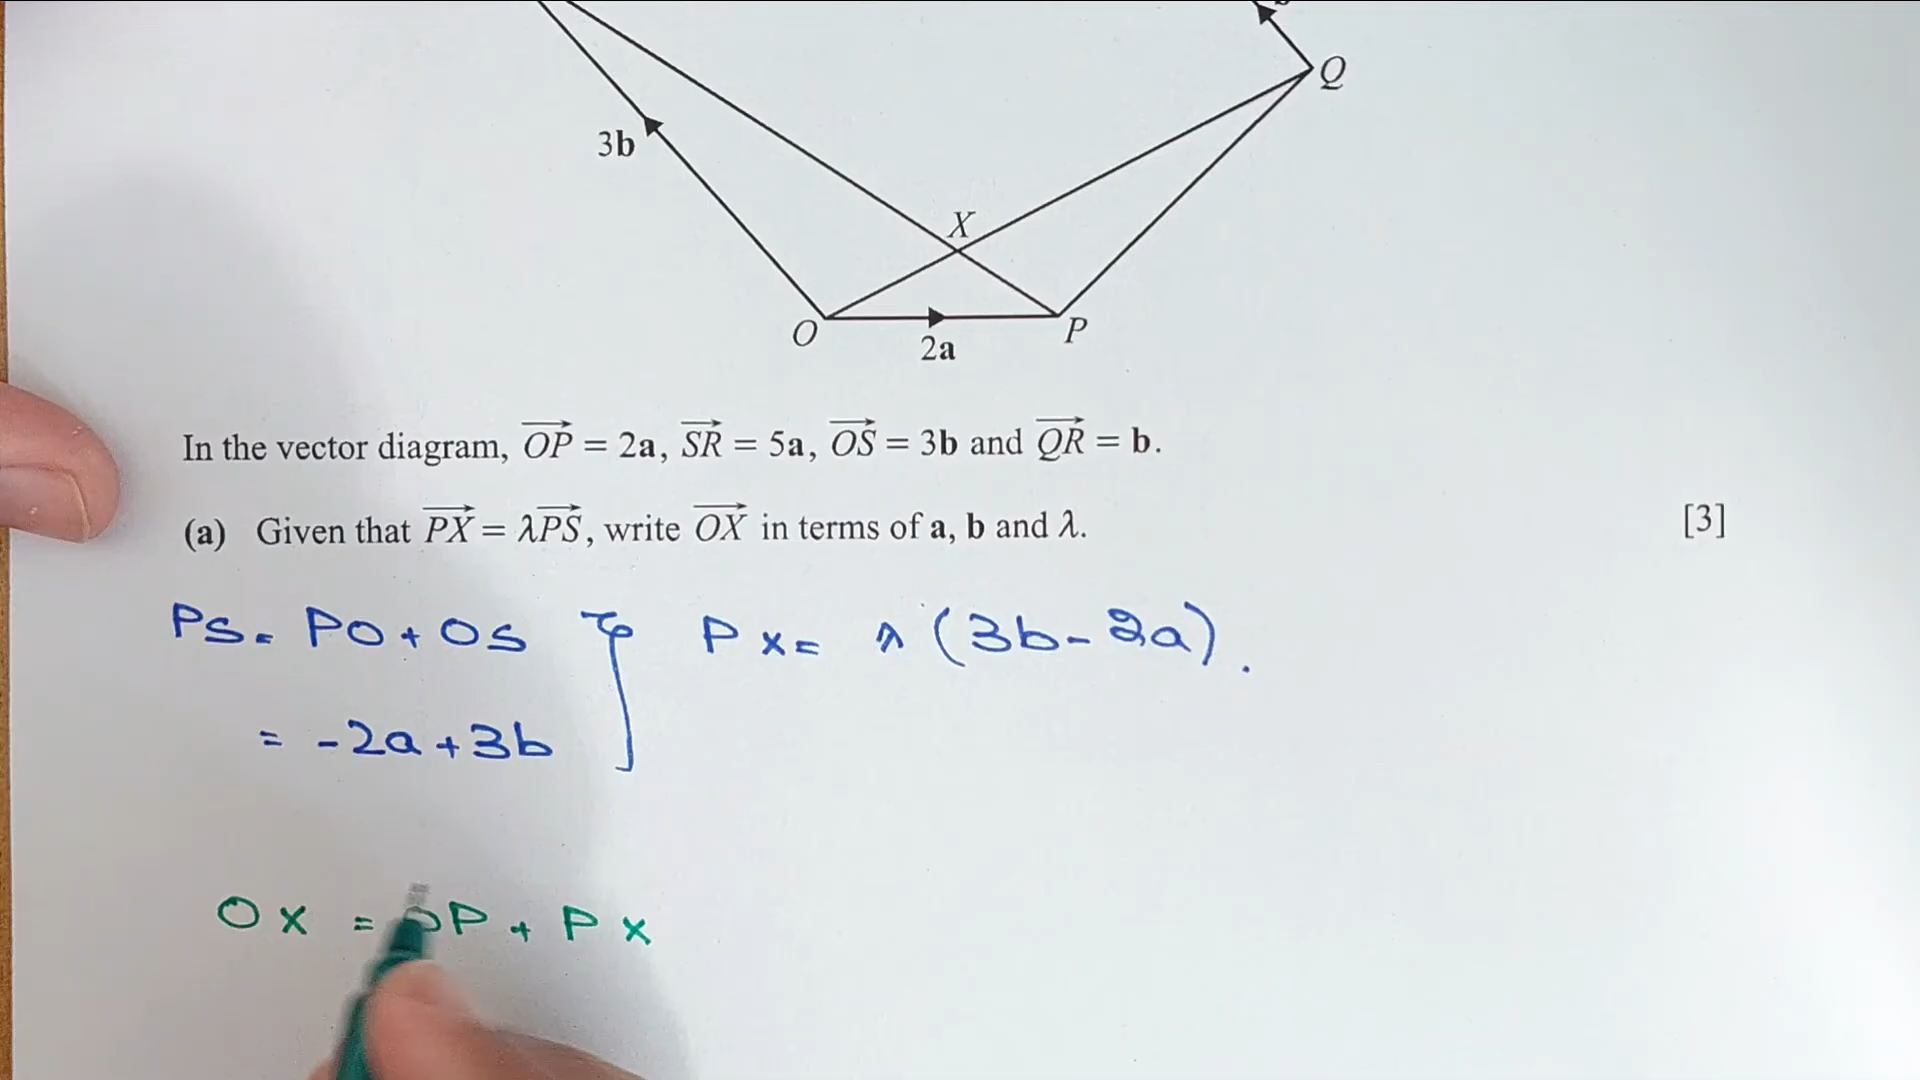 Q
3b
X
O
P
2a
In the vector diagram, OP = 2a, SR = 5a, OS = 3b and QR = b.
(a) Given that PX = λPS, write OX in terms of a, b and λ. [3]
PS = PO + OS } PX = λ (3b - 2a).
= -2a + 3b
OX = OP + PX